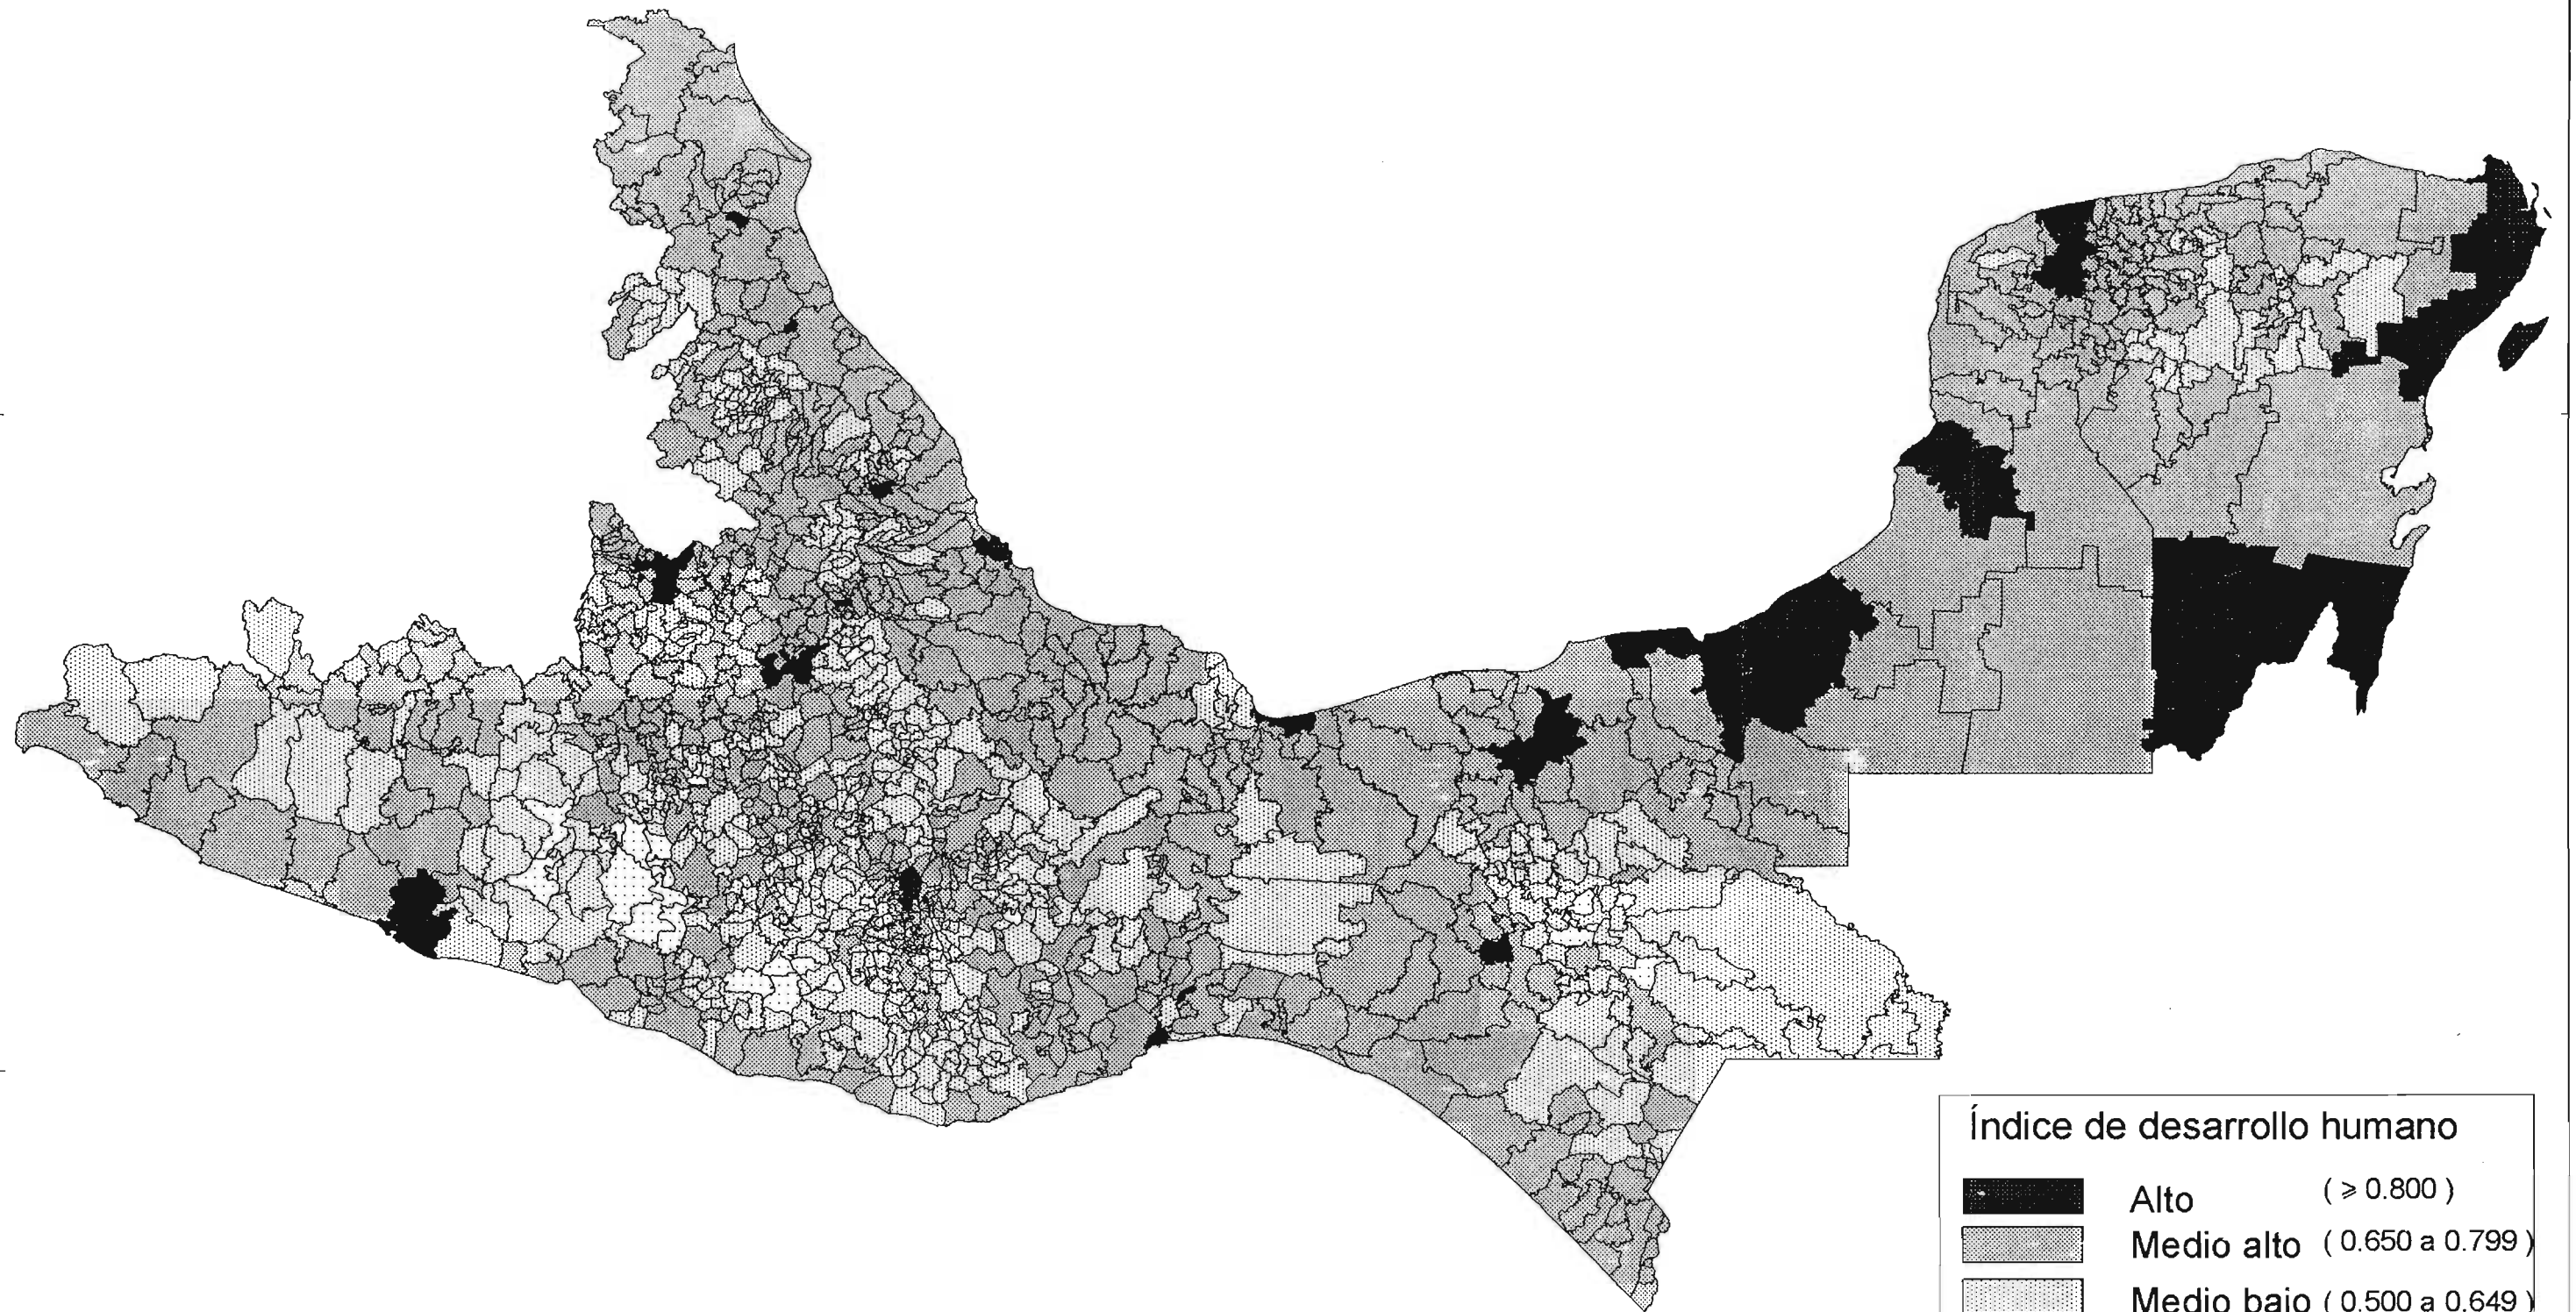 Índice de desarrollo humano
Alto ( ⩾ 0.800 )
Medio alto ( 0.650 a 0.799 )
Medio bajo ( 0.500 a 0.649 )